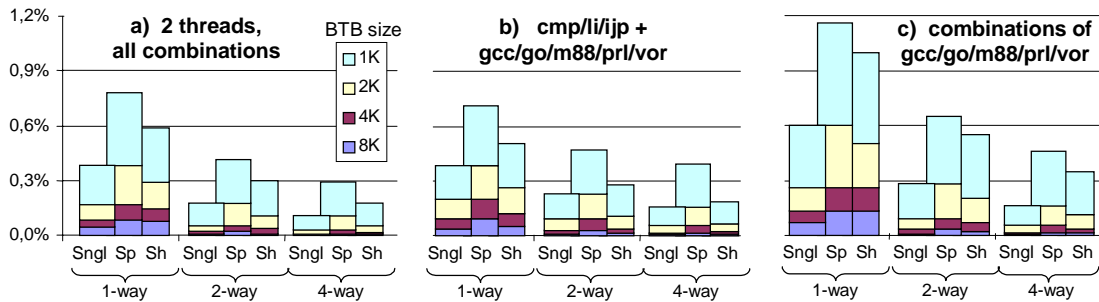 1,2%
0,9%
0,6%
0,3%
0,0%
a) 2 threads,
all combinations
BTB size
1K
2K
4K
8K
Sngl Sp Sh Sngl Sp Sh Sngl Sp Sh
1-way 2-way 4-way
b) cmp/li/ijp +
gcc/go/m88/prl/vor
Sngl Sp Sh Sngl Sp Sh Sngl Sp Sh
1-way 2-way 4-way
c) combinations of
gcc/go/m88/prl/vor
Sngl Sp Sh Sngl Sp Sh Sngl Sp Sh
1-way 2-way 4-way